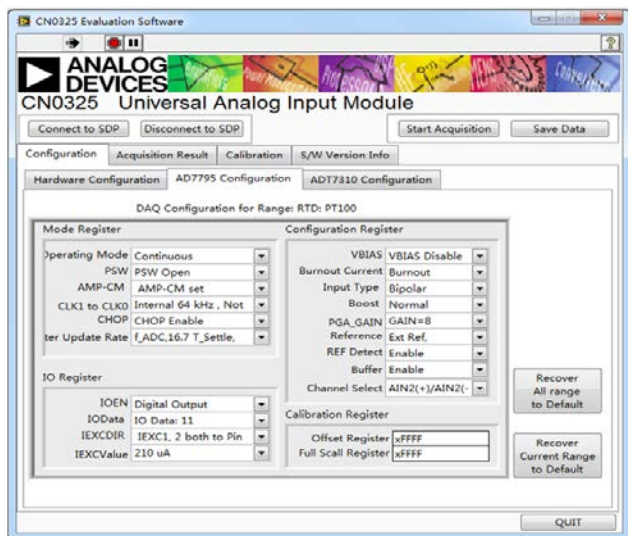 CN0325 Evaluation Software
ANALOG
DEVICES
CN0325 Universal Analog Input Module
Connect to SDP Disconnect to SDP Start Acquisition Save Data
Configuration Acquisition Result Calibration S/W Version Info
Hardware Configuration AD7795 Configuration ADT7310 Configuration
DAQ Configuration for Range: RTD: PT100
Mode Register
Operating Mode Continuous
PSW PSW Open
AMP-CM AMP-CM set
CLK1 to CLK0 Internal 64 kHz , Not
CHOP CHOP Enable
ter Update Rate f_ADC,16.7 T_Settle,
IO Register
IOEN Digital Output
IOData IO Data: 11
IEXCDIR IEXC1, 2 both to Pin
IEXCValue 210 uA
Configuration Register
VBIAS VBIAS Disable
Burnout Current Burnout
Input Type Bipolar
Boost Normal
PGA_GAIN GAIN=8
Reference Ext Ref,
REF Detect Enable
Buffer Enable
Channel Select AIN2(+)/AIN2(-
Calibration Register
Offset Register xFFFF
Full Scall Register xFFFF
Recover
All range
to Default
Recover
Current Range
to Default
QUIT